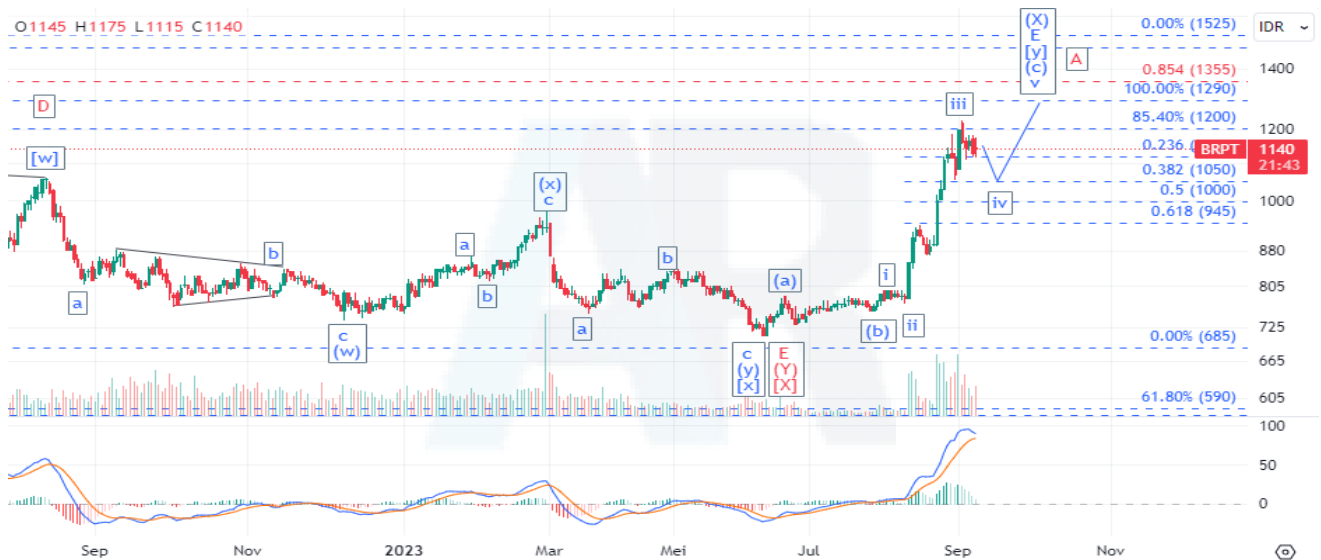 O1145 H1175 L1115 C1140
IDR
(X)
E
[y]
(c)
v
A
0.00% (1525)
1400
0.854 (1355)
100.00% (1290)
iii
85.40% (1200)
1200
D
[w]
0.236
BRPT
1140
21:43
0.382 (1050)
0.5 (1000)
1000
iv
0.618 (945)
(x)
c
880
a
b
b
805
a
b
(a)
i
c
(w)
a
(b)
ii
725
0.00% (685)
c
(y)
[x]
E
(Y)
[X]
665
61.80% (590)
605
AR
100
50
0
Sep
Nov
2023
Mar
Mei
Jul
Sep
Nov